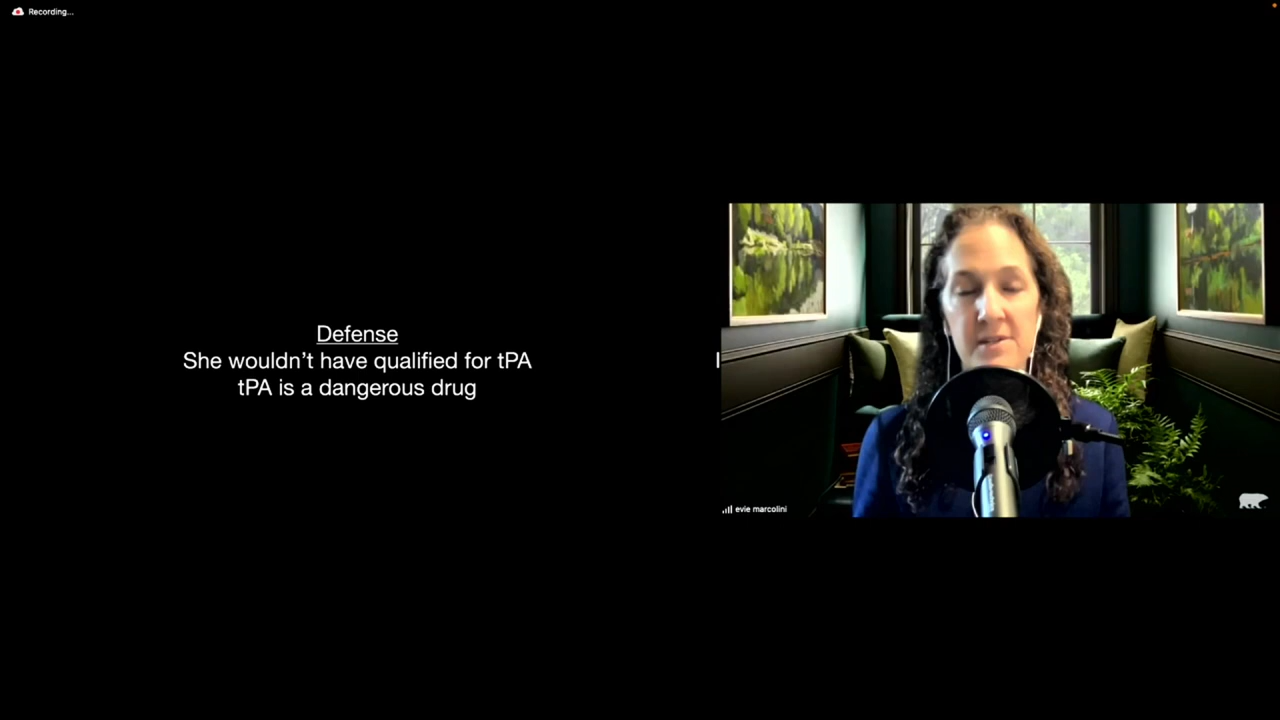 Recording...
Defense
She wouldn’t have qualified for tPA
tPA is a dangerous drug
evie marcolini